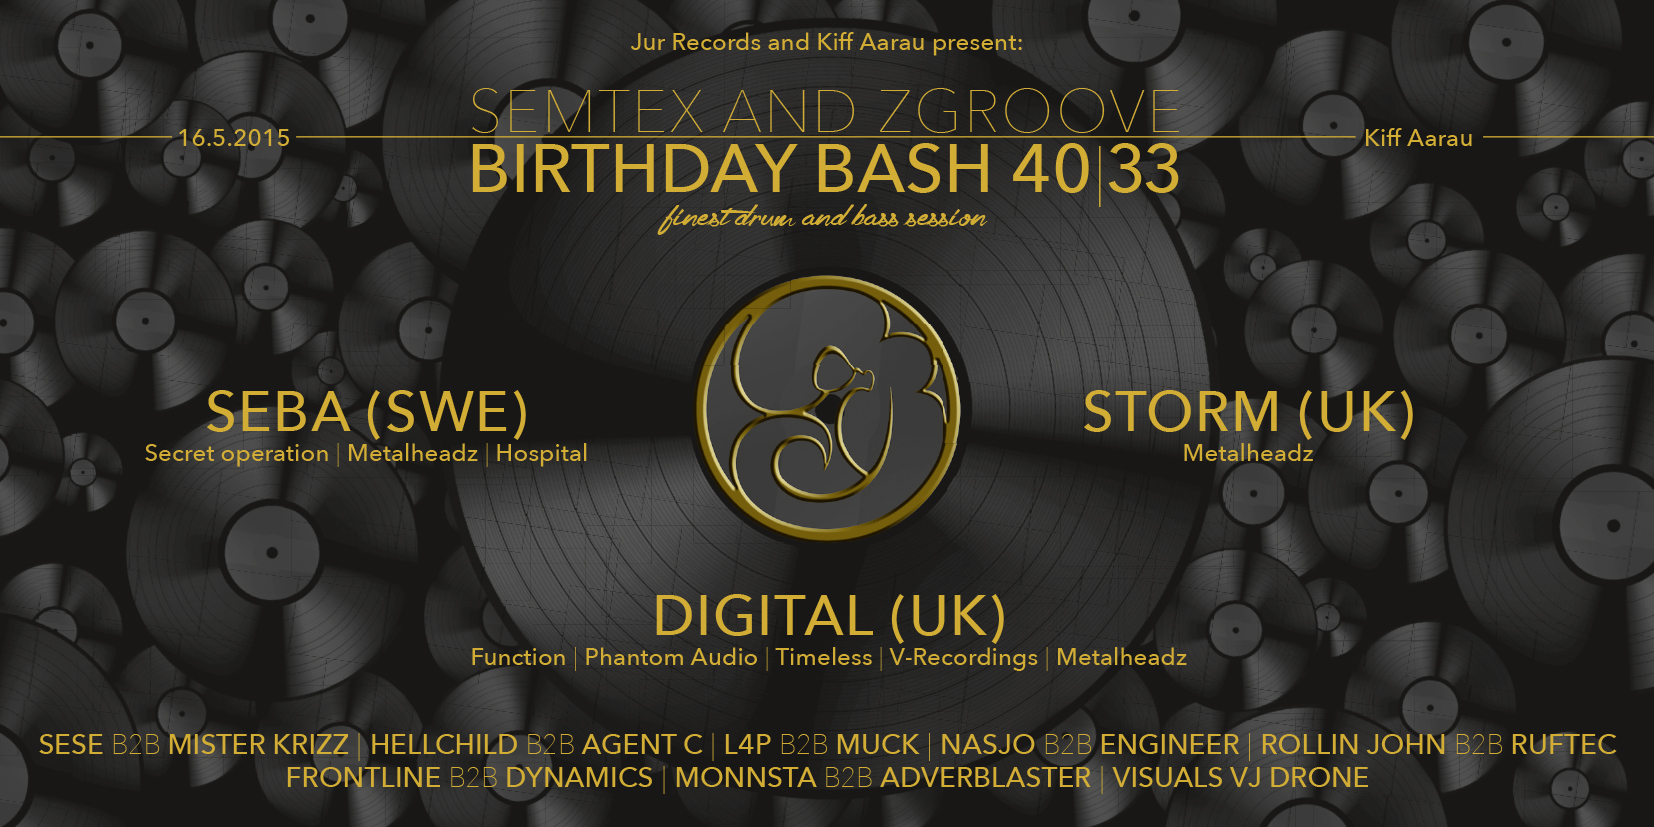 Jur Records and Kiff Aarau present:
SEMTEX AND ZGROOVE
16.5.2015
Kiff Aarau
BIRTHDAY BASH 40|33
finest drum and bass session
SEBA (SWE)
Secret operation | Metalheadz | Hospital
STORM (UK)
Metalheadz
DIGITAL (UK)
Function | Phantom Audio | Timeless | V-Recordings | Metalheadz
SESE B2B MISTER KRIZZ | HELLCHILD B2B AGENT C | L4P B2B MUCK | NASJO B2B ENGINEER | ROLLIN JOHN B2B RUFTEC
FRONTLINE B2B DYNAMICS | MONNSTA B2B ADVERBLASTER | VISUALS VJ DRONE